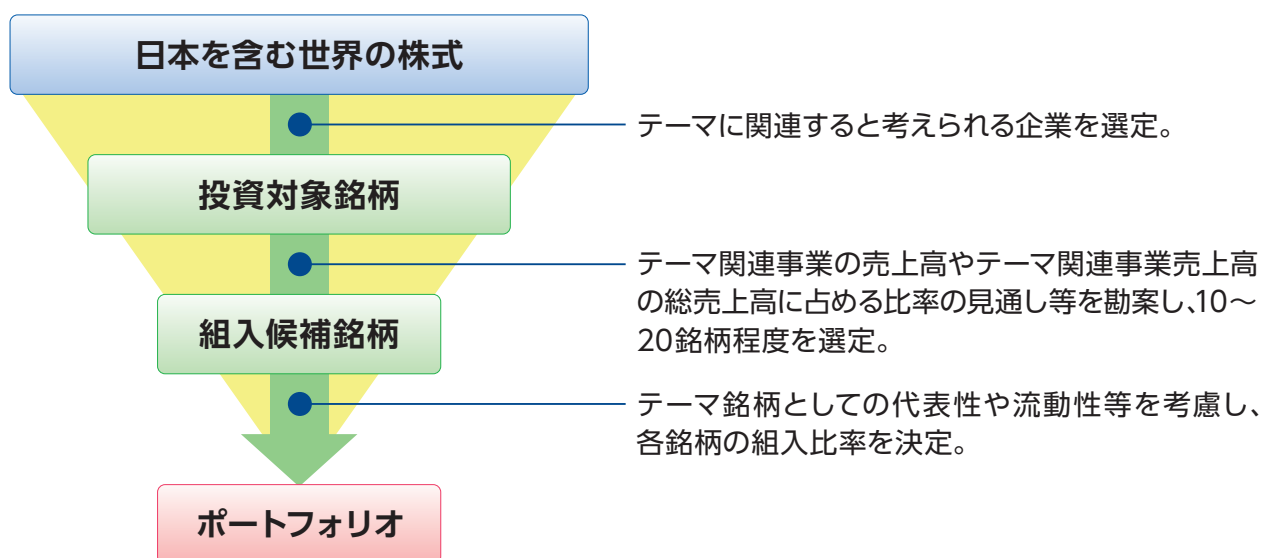 日本を含む世界の株式
テーマに関連すると考えられる企業を選定。
投資対象銘柄
テーマ関連事業の売上高やテーマ関連事業売上高
の総売上高に占める比率の見通し等を勘案し、10〜
20銘柄程度を選定。
組入候補銘柄
テーマ銘柄としての代表性や流動性等を考慮し、
各銘柄の組入比率を決定。
ポートフォリオ